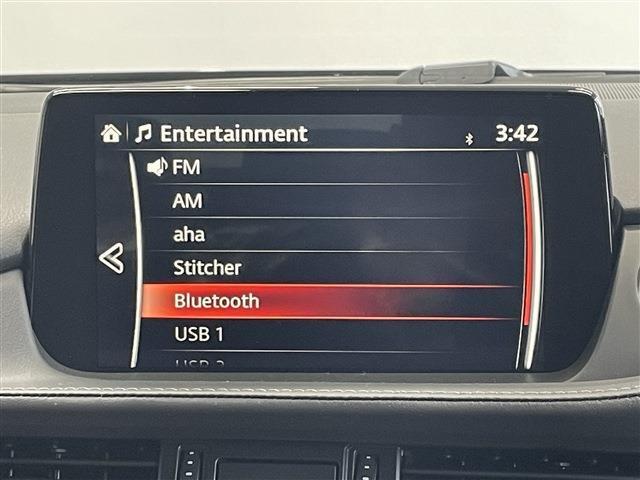 Entertainment 3:42
FM
AM
aha
Stitcher
Bluetooth
USB 1